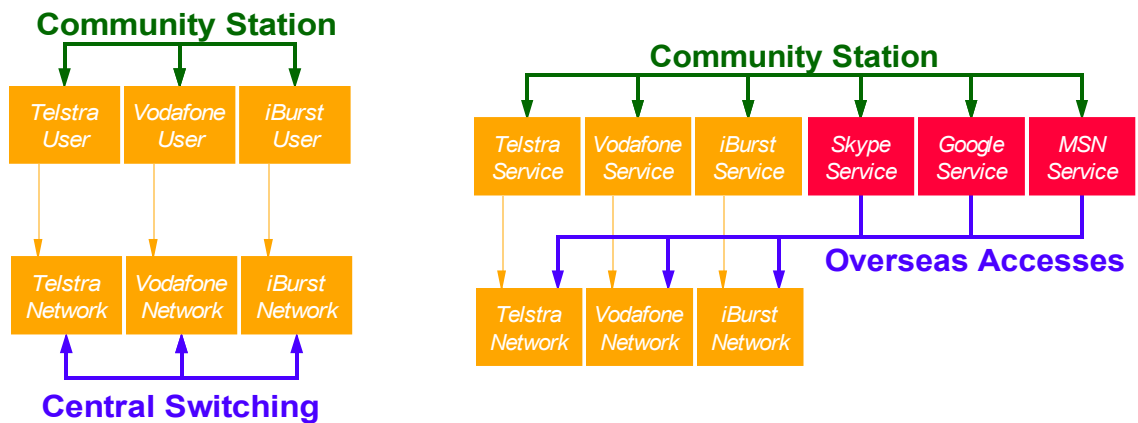 Community Station
Telstra
User
Vodafone
User
iBurst
User
Telstra
Network
Vodafone
Network
iBurst
Network
Central Switching
Community Station
Telstra
Service
Vodafone
Service
iBurst
Service
Skype
Service
Google
Service
MSN
Service
Overseas Accesses
Telstra
Network
Vodafone
Network
iBurst
Network